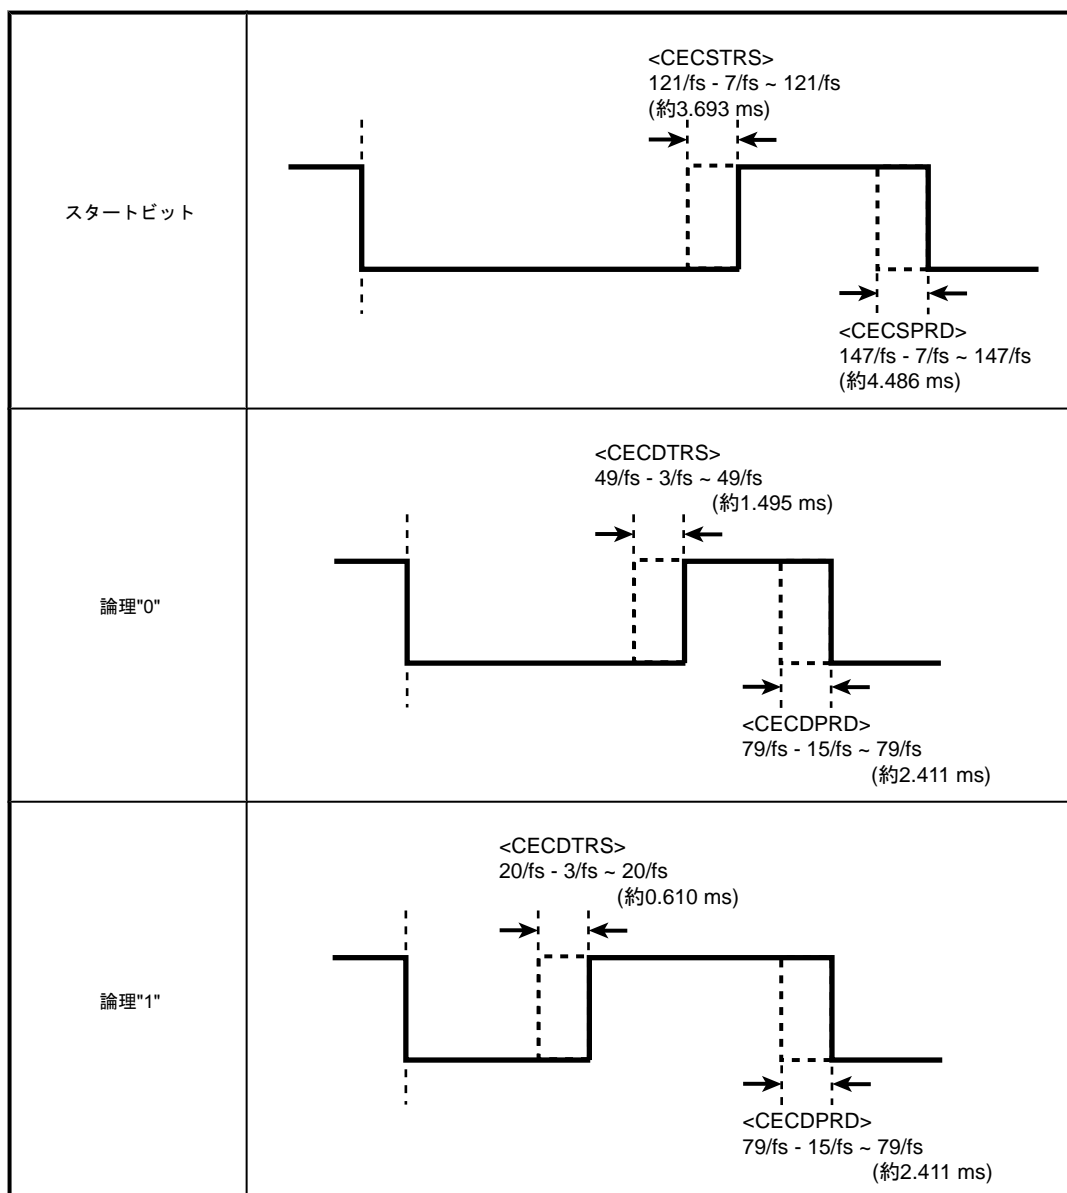 スタートビット
<CECSTRS>
121/fs - 7/fs ~ 121/fs
(約3.693 ms)
<CECSPRD>
147/fs - 7/fs ~ 147/fs
(約4.486 ms)
論理"0"
<CECDTRS>
49/fs - 3/fs ~ 49/fs
(約1.495 ms)
<CECDPRD>
79/fs - 15/fs ~ 79/fs
(約2.411 ms)
論理"1"
<CECDTRS>
20/fs - 3/fs ~ 20/fs
(約0.610 ms)
<CECDPRD>
79/fs - 15/fs ~ 79/fs
(約2.411 ms)